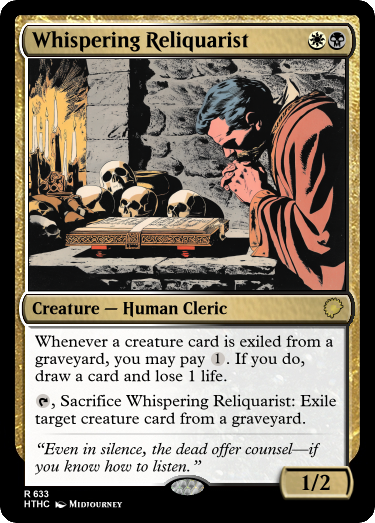 Whispering Reliquarist
Creature — Human Cleric
Whenever a creature card is exiled from a
graveyard, you may pay 1. If you do,
draw a card and lose 1 life.
, Sacrifice Whispering Reliquarist: Exile
target creature card from a graveyard.
“Even in silence, the dead offer counsel—if
you know how to listen.”
1/2
R 633
HTHC Midjourney